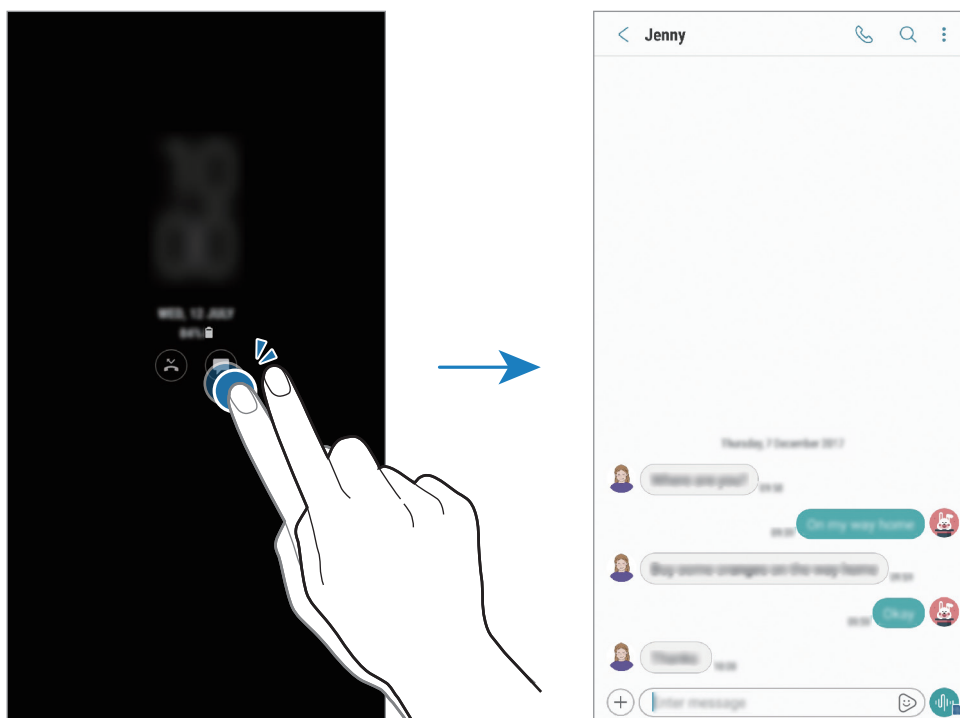 WED, 12 JULY
84%
Jenny
Thursday, 7 December 2017
Where are you?
On my way home
Buy some oranges on the way home
Okay
Thanks
Enter message